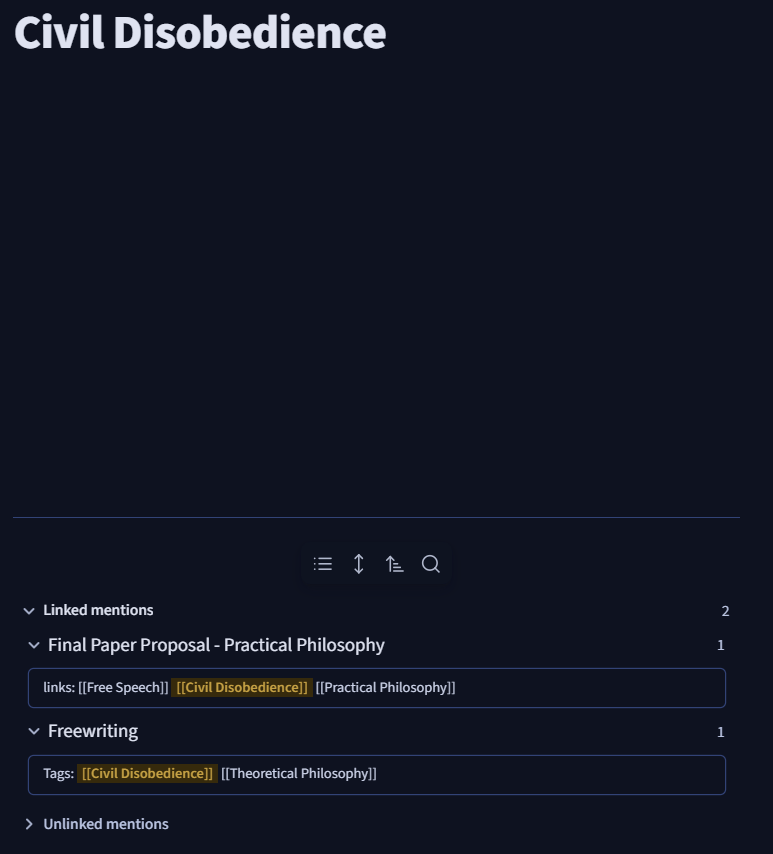 Civil Disobedience
Linked mentions 2
Final Paper Proposal - Practical Philosophy 1
links: [[Free Speech]] [[Civil Disobedience]] [[Practical Philosophy]]
Freewriting 1
Tags: [[Civil Disobedience]] [[Theoretical Philosophy]]
Unlinked mentions